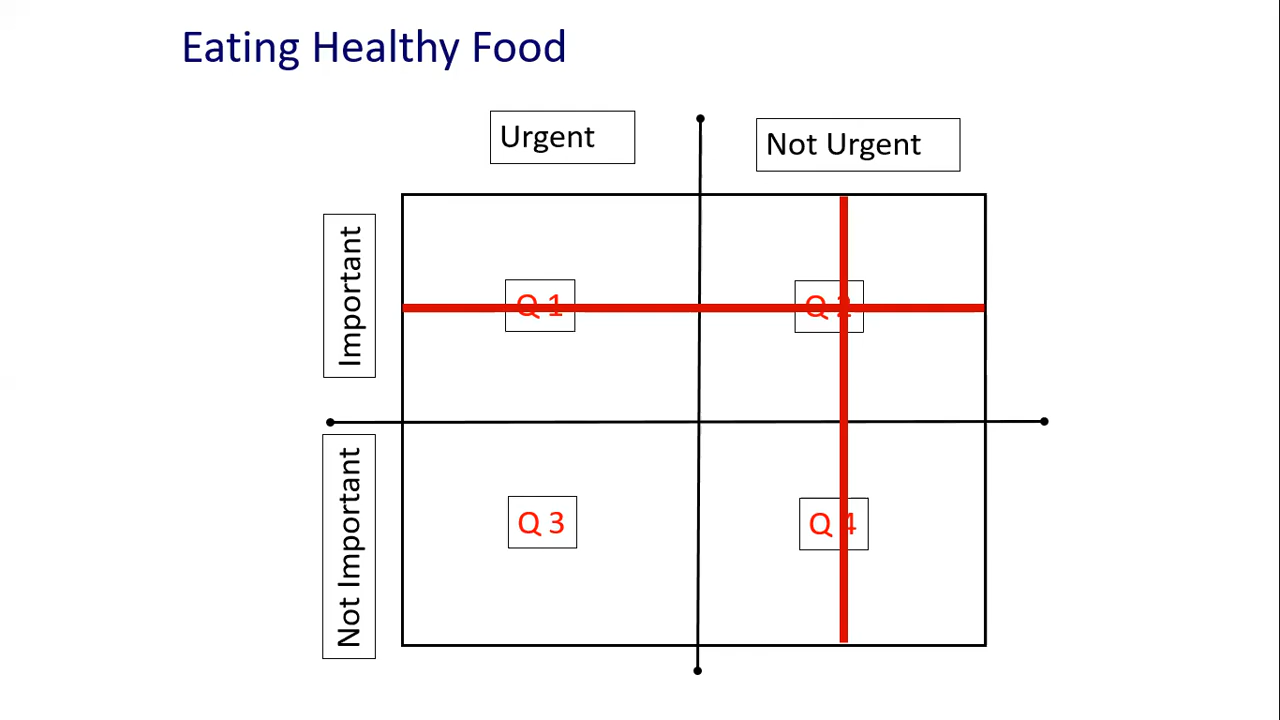 Eating Healthy Food
Urgent
Not Urgent
Important
Q 1
Q 2
Not Important
Q 3
Q 4